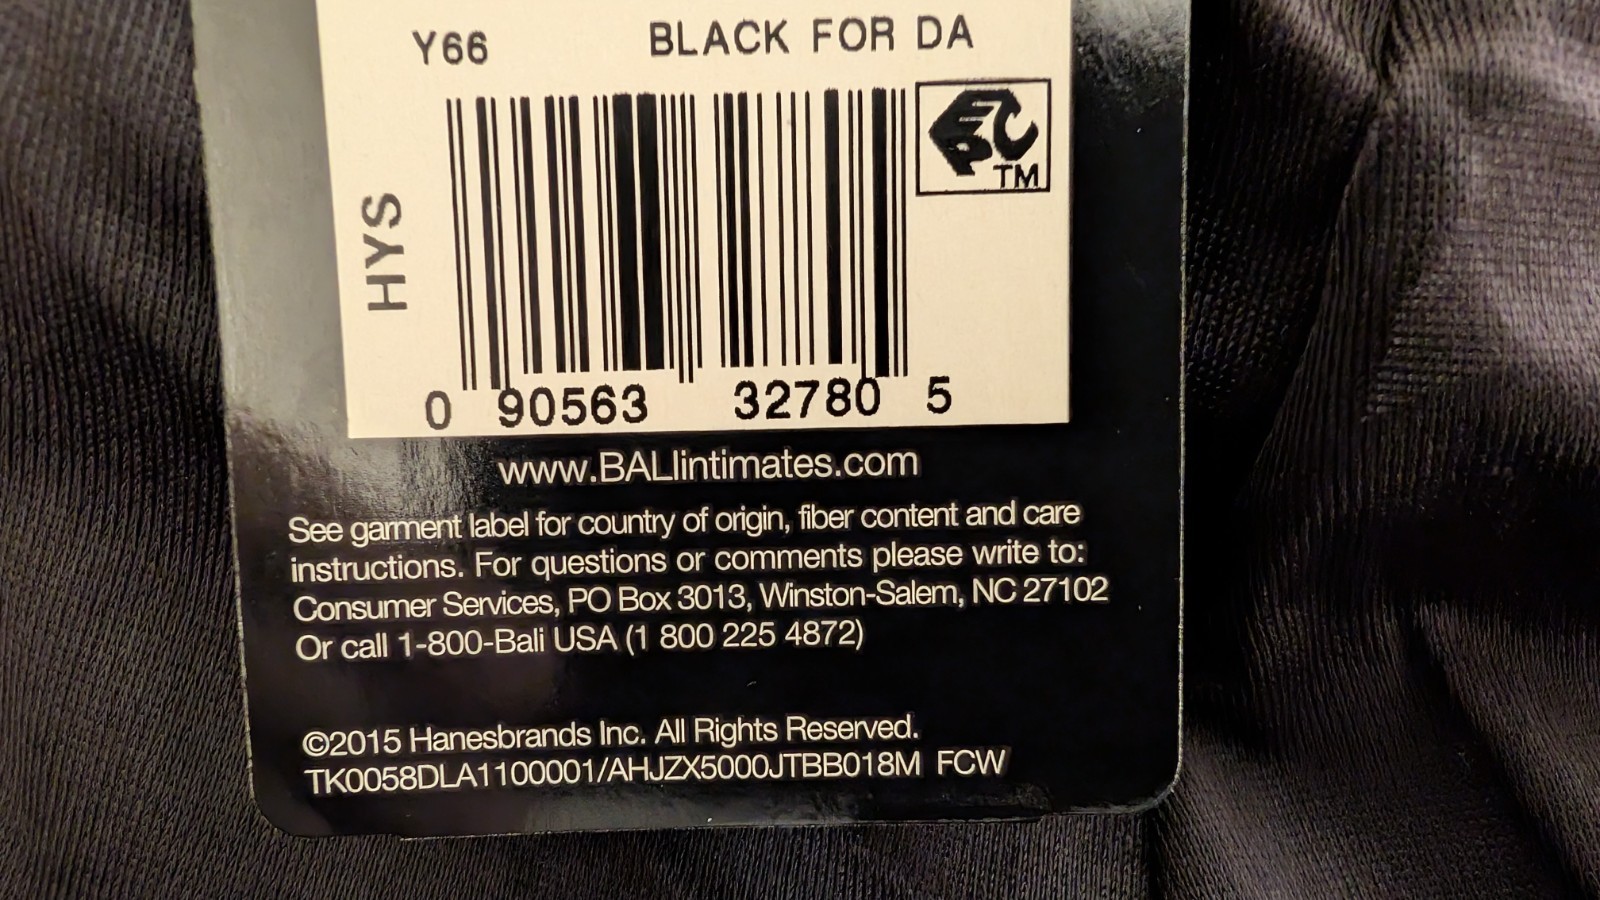 Y66 BLACK FOR DA
EPC TM
HYS
0 90563 32780 5
www.BALIintimates.com
See garment label for country of origin, fiber content and care
instructions. For questions or comments please write to:
Consumer Services, PO Box 3013, Winston-Salem, NC 27102
Or call 1-800-Bali USA (1 800 225 4872)
©2015 Hanesbrands Inc. All Rights Reserved.
TK0058DLA1100001/AHJZX5000JTBB018M FCW